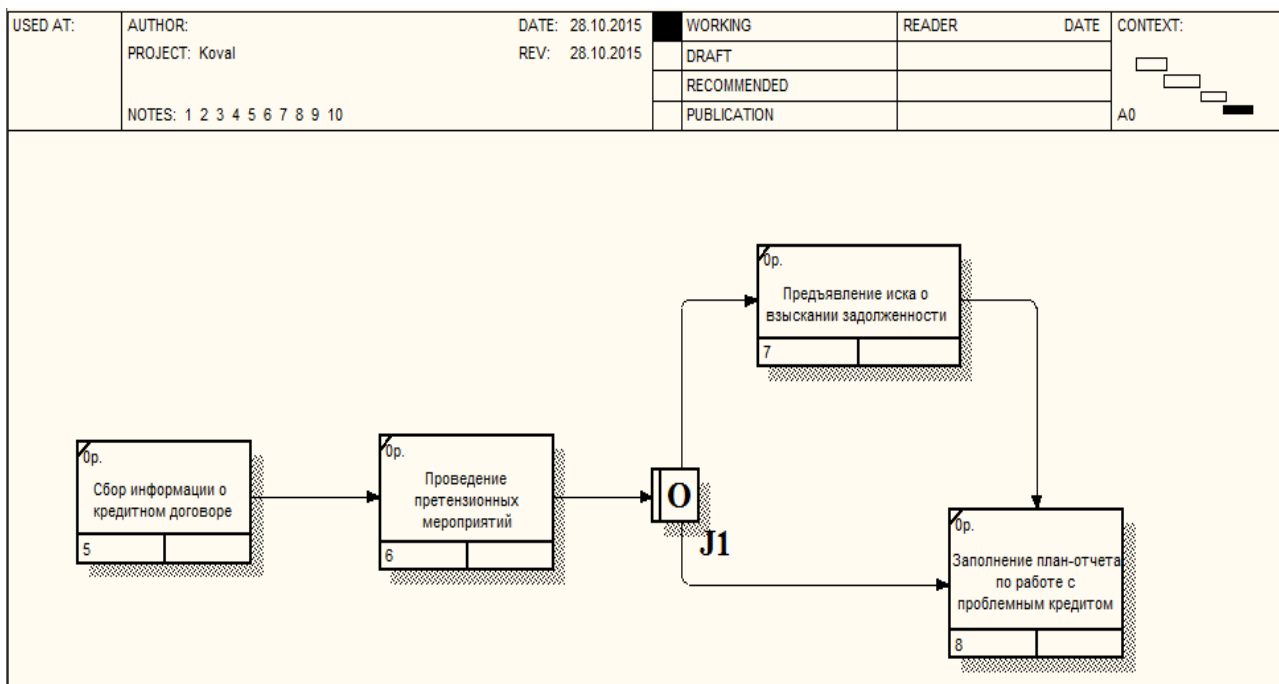 USED AT:
AUTHOR:
DATE: 28.10.2015
PROJECT: Koval
REV: 28.10.2015
NOTES: 1 2 3 4 5 6 7 8 9 10
WORKING
DRAFT
RECOMMENDED
PUBLICATION
READER
DATE
CONTEXT:
A0
0р.
Предъявление иска о
взыскании задолженности
7
0р.
Сбор информации о
кредитном договоре
5
0р.
Проведение
претензионных
мероприятий
6
O
J1
0р.
Заполнение план-отчета
по работе с
проблемным кредитом
8